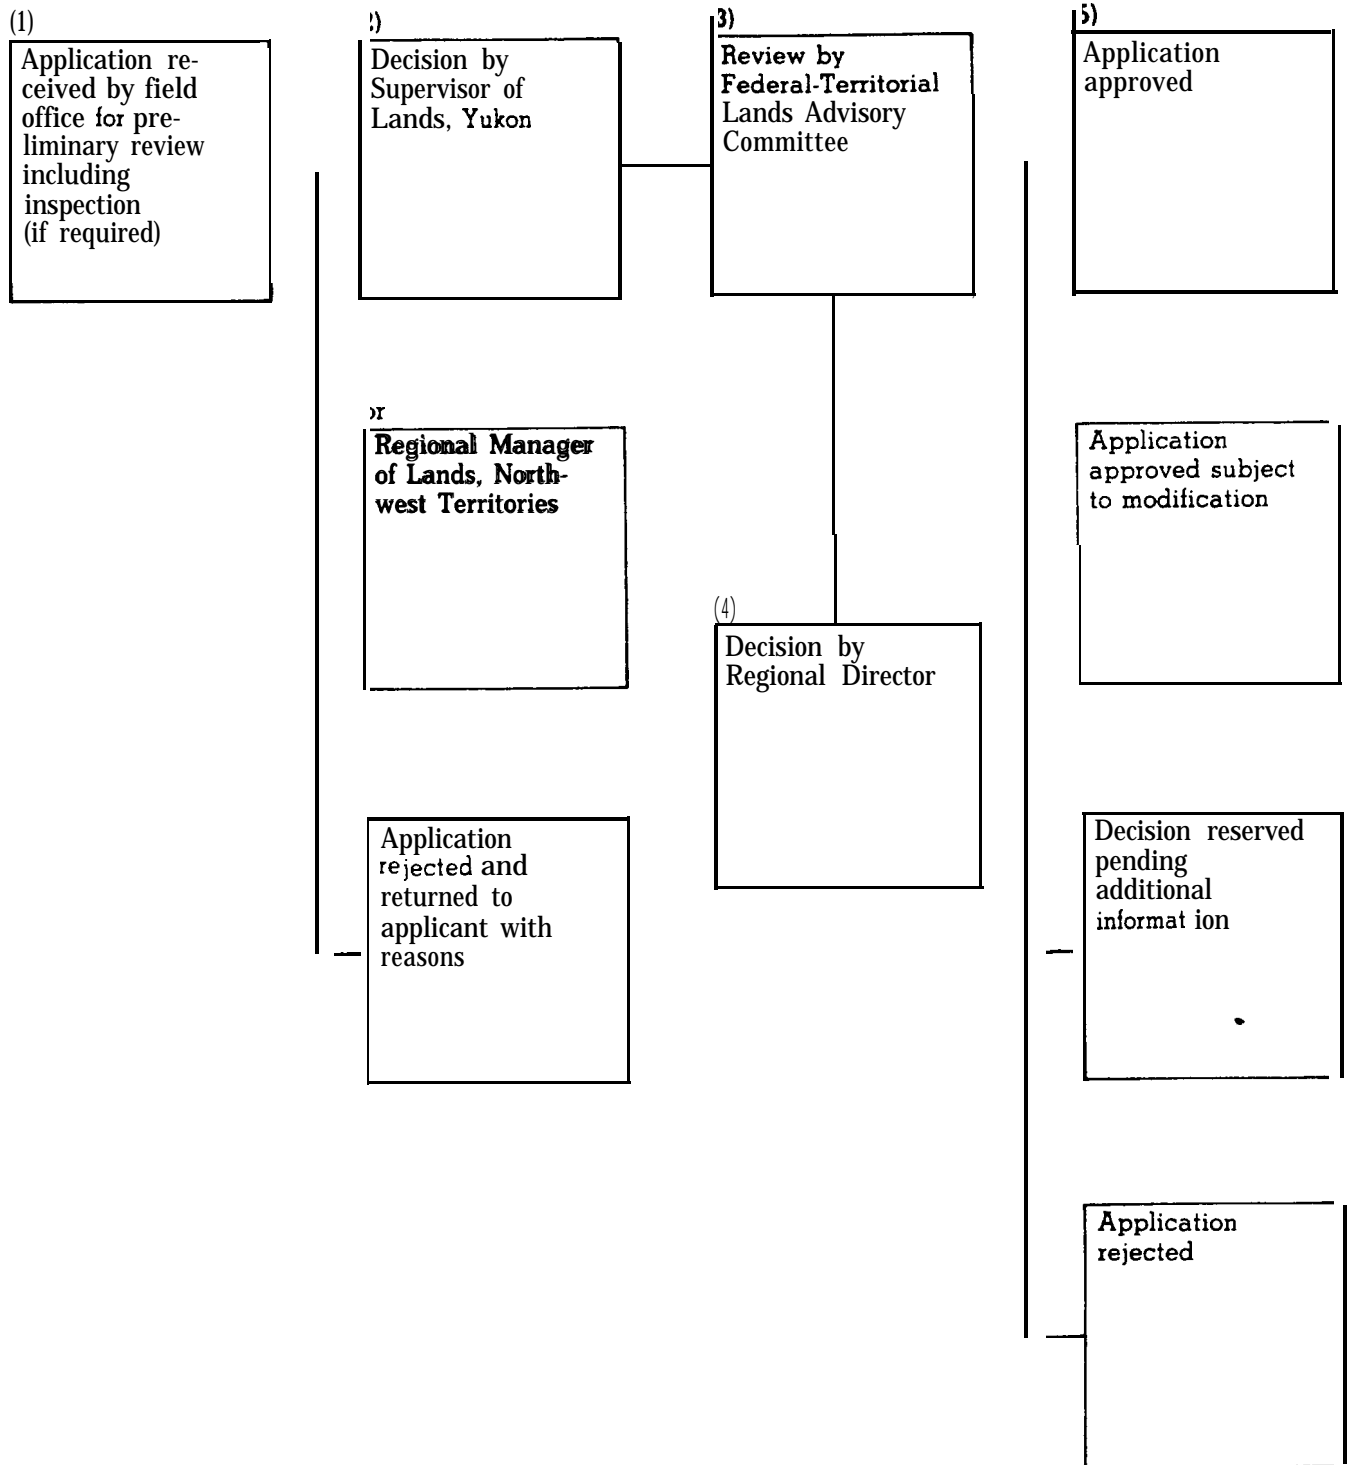 (1)
Application re-
ceived by field
office for pre-
liminary review
including
inspection
(if required)
2)
Decision by
Supervisor of
Lands, Yukon
or
Regional Manager
of Lands, North-
west Territories
Application
rejected and
returned to
applicant with
reasons
3)
Review by
Federal-Territorial
Lands Advisory
Committee
(4)
Decision by
Regional Director
5)
Application
approved
Application
approved subject
to modification
Decision reserved
pending
additional
informat ion
Application
rejected